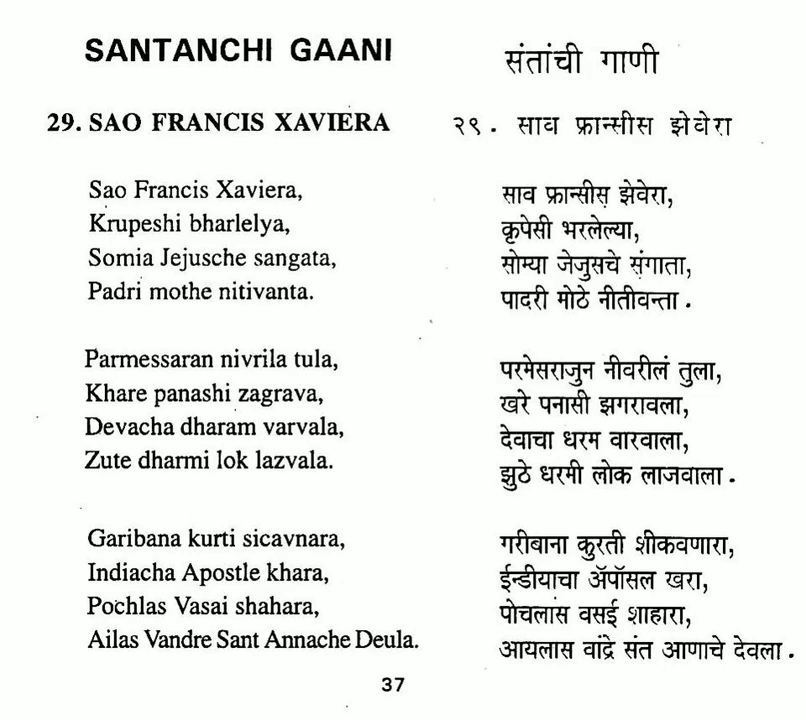 SANTANCHI GAANI
29. SAO FRANCIS XAVIERA
Sao Francis Xaviera,
Krupeshi bharlelya,
Somia Jejusche sangata,
Padri mothe nitivanta.
Parmessaran nivrila tula,
Khare panashi zagrava,
Devacha dharam varvala,
Zute dharmi lok lazvala.
Garibana kurti sicavnara,
Indiacha Apostle khara,
Pochlas Vasai shahara,
Ailas Vandre Sant Annache Deula.
संतांची गाणी
२९. साव फ्रान्सीस झेवेरा
साव फ्रान्सीस झेवेरा,
कृपेसी भरलेल्या,
सोम्या जेजुसचे संगाता,
पादरी मोठे नीतीवन्ता.
परमेसराजुन नीवरीलं तुला,
खरे पनासी झगरावला,
देवाचा धरम वारवाला,
झुठे धरमी लोक लाजवाला.
गरीबाना कुरती शीकवणारा,
ईन्डीयाचा ॲपॉसल खरा,
पोचलास वसई शाहारा,
आयलास वांद्रे संत आणाचे देवला.
37